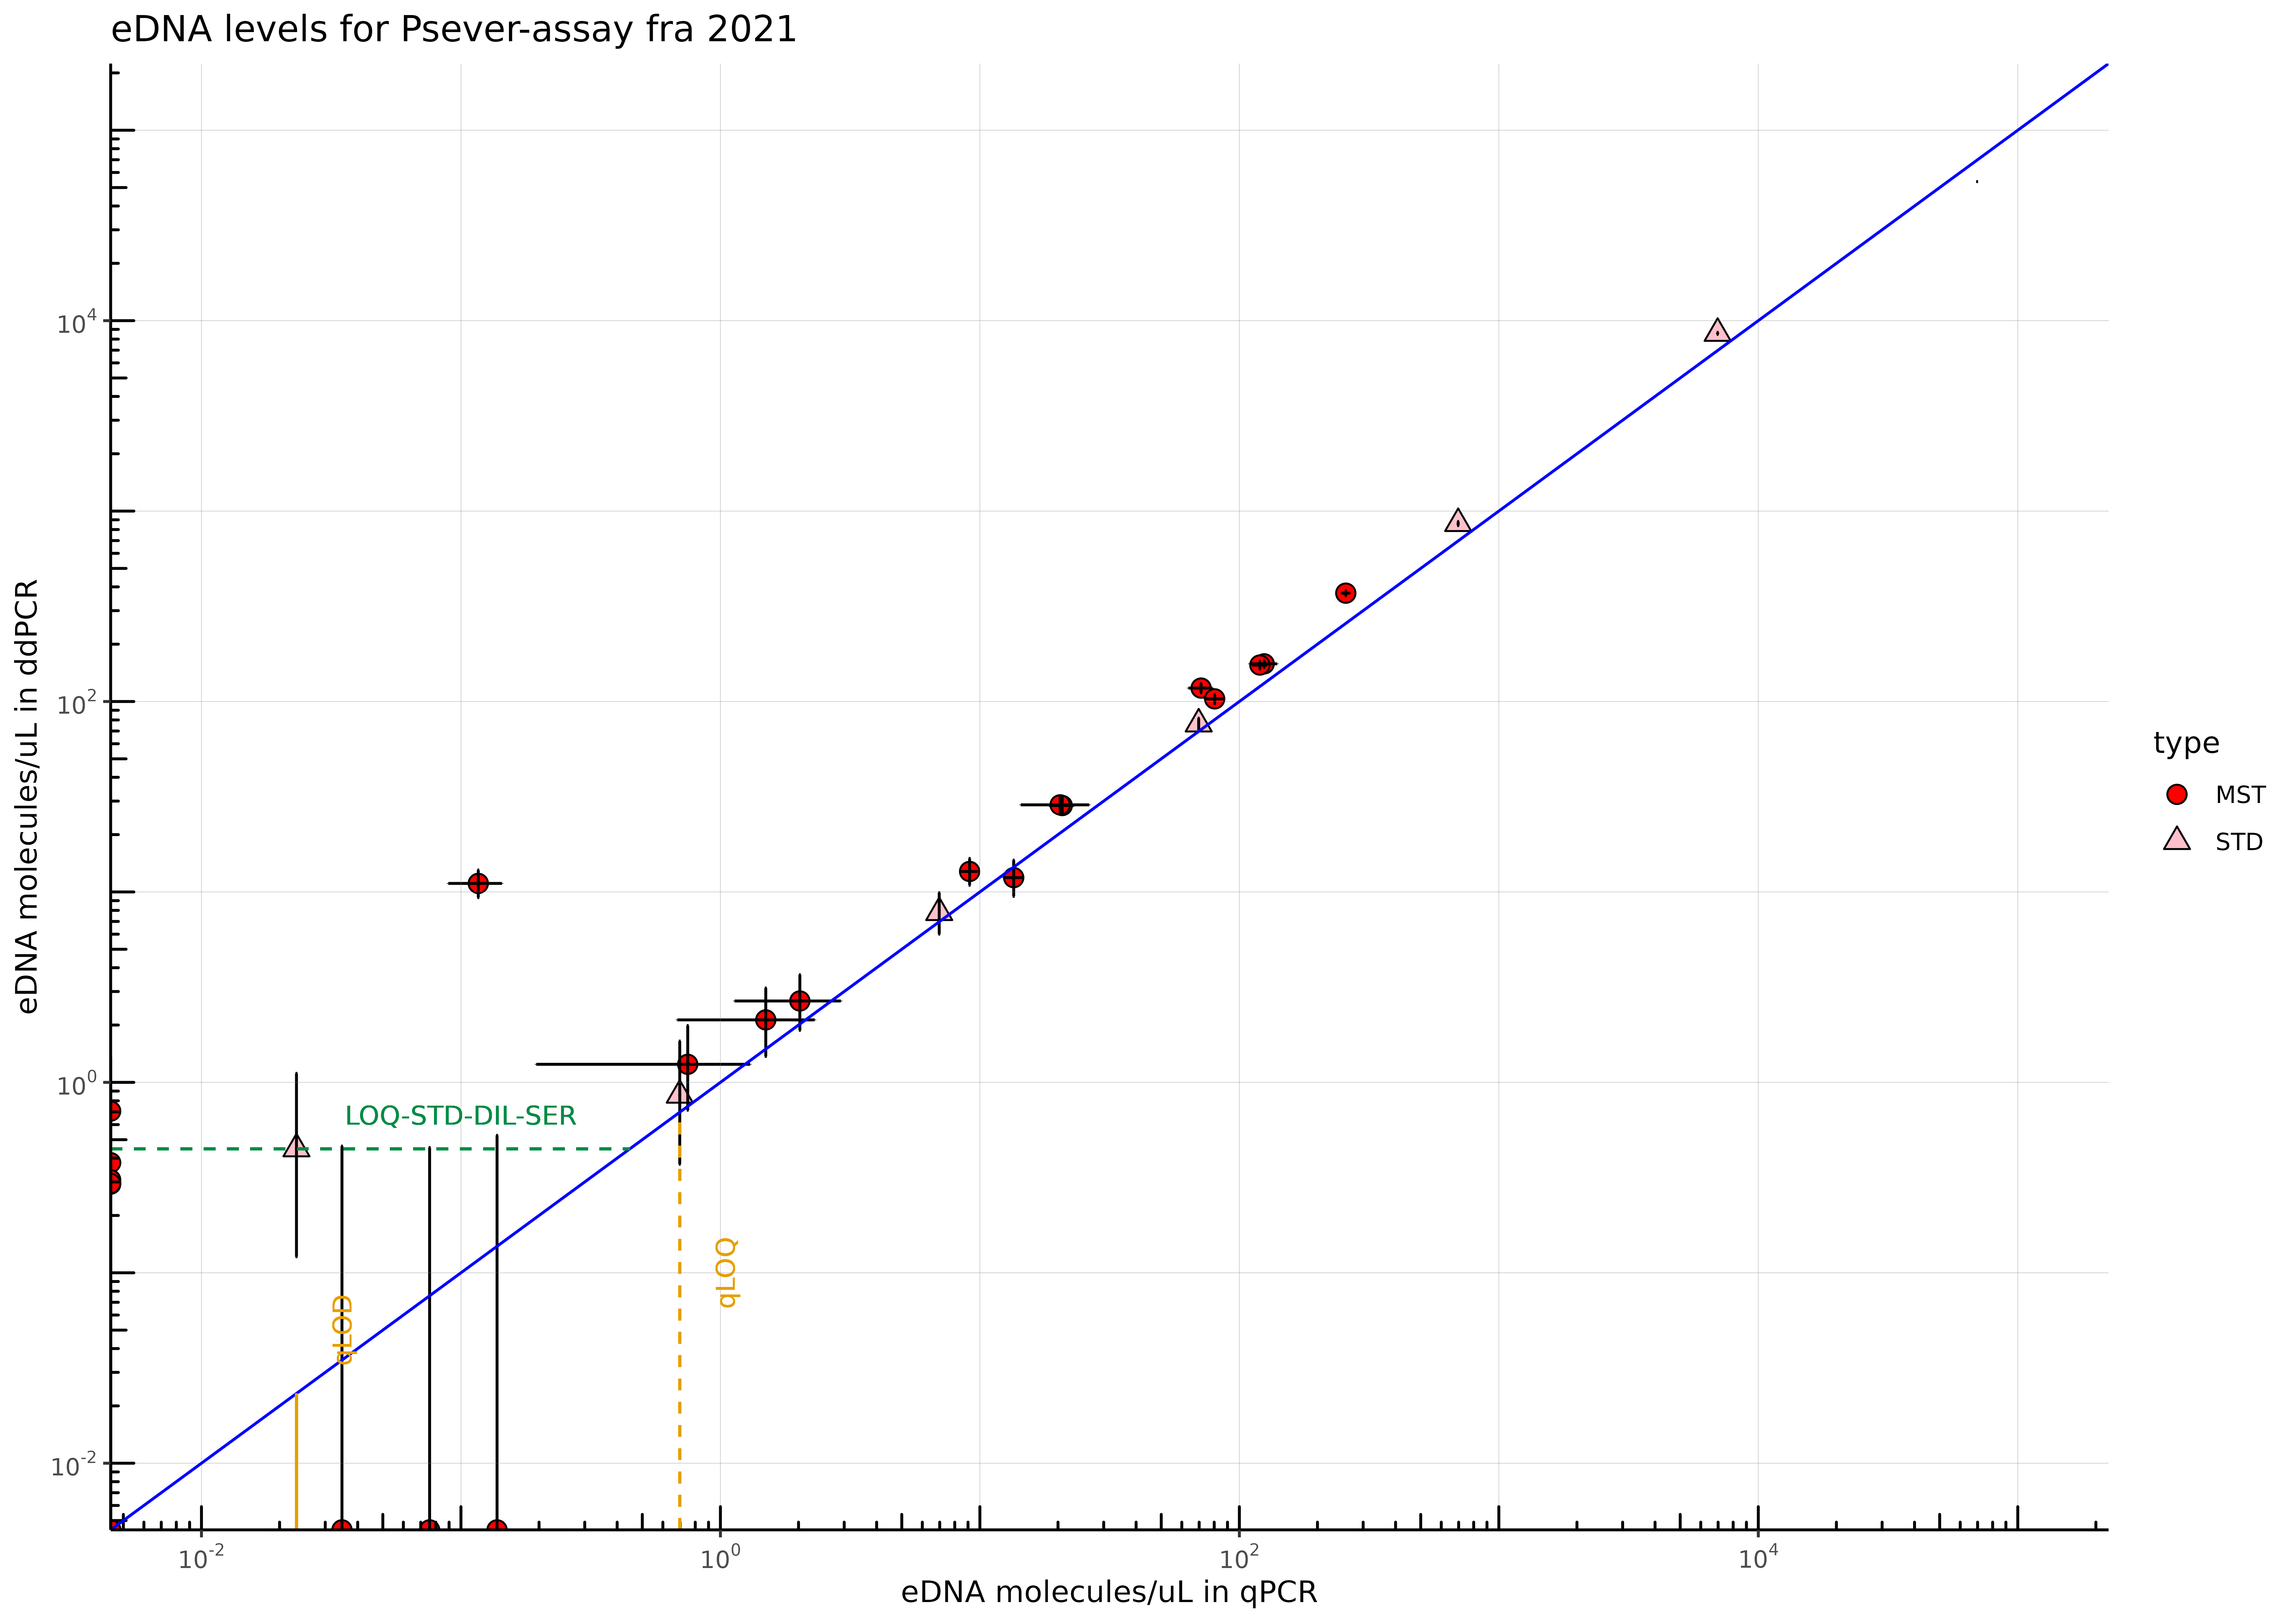 eDNA levels for Psever-assay fra 2021
eDNA molecules/uL in ddPCR
10^4
10^2
10^0
10^-2
LOQ-STD-DIL-SER
qLOD
qLOQ
10^-2 10^0 10^2 10^4
eDNA molecules/uL in qPCR
type
MST
STD